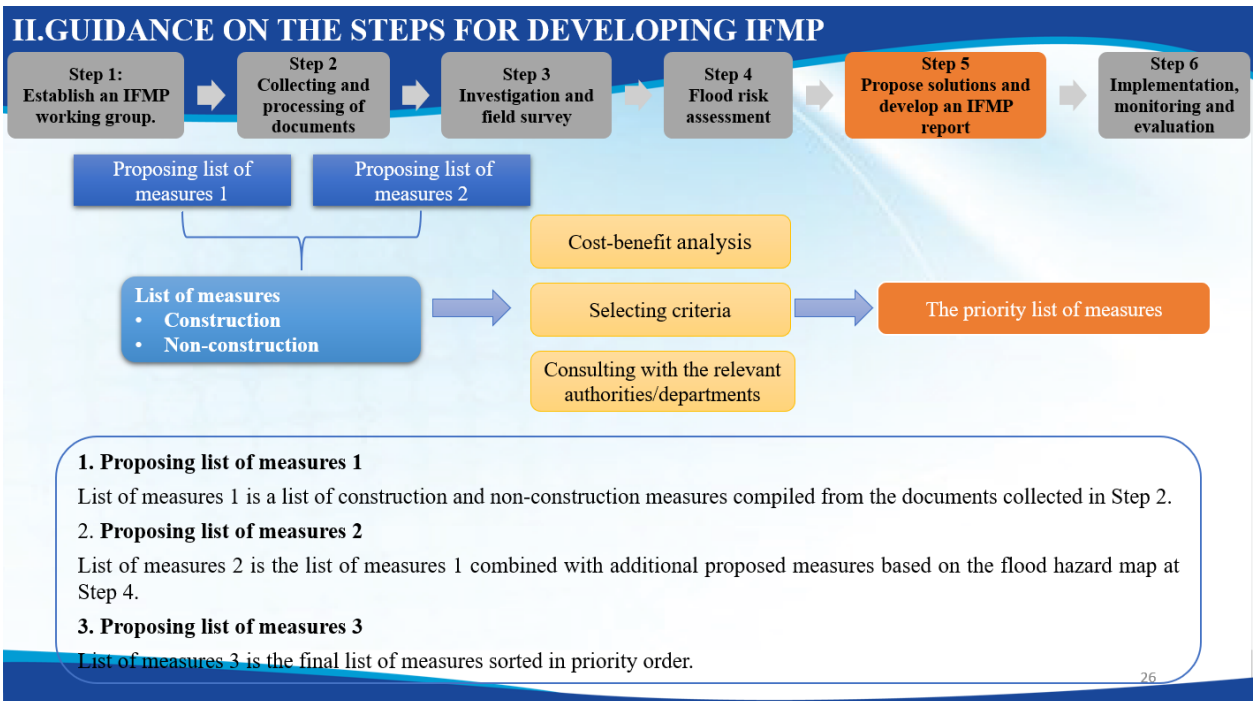 II.GUIDANCE ON THE STEPS FOR DEVELOPING IFMP
Step 1:
Establish an IFMP
working group.
Step 2
Collecting and
processing of
documents
Step 3
Investigation and
field survey
Step 4
Flood risk
assessment
Step 5
Propose solutions and
develop an IFMP
report
Step 6
Implementation,
monitoring and
evaluation
Proposing list of
measures 1
Proposing list of
measures 2
List of measures
• Construction
• Non-construction
Cost-benefit analysis
Selecting criteria
Consulting with the relevant
authorities/departments
The priority list of measures
1. Proposing list of measures 1
List of measures 1 is a list of construction and non-construction measures compiled from the documents collected in Step 2.
2. Proposing list of measures 2
List of measures 2 is the list of measures 1 combined with additional proposed measures based on the flood hazard map at
Step 4.
3. Proposing list of measures 3
List of measures 3 is the final list of measures sorted in priority order.
26